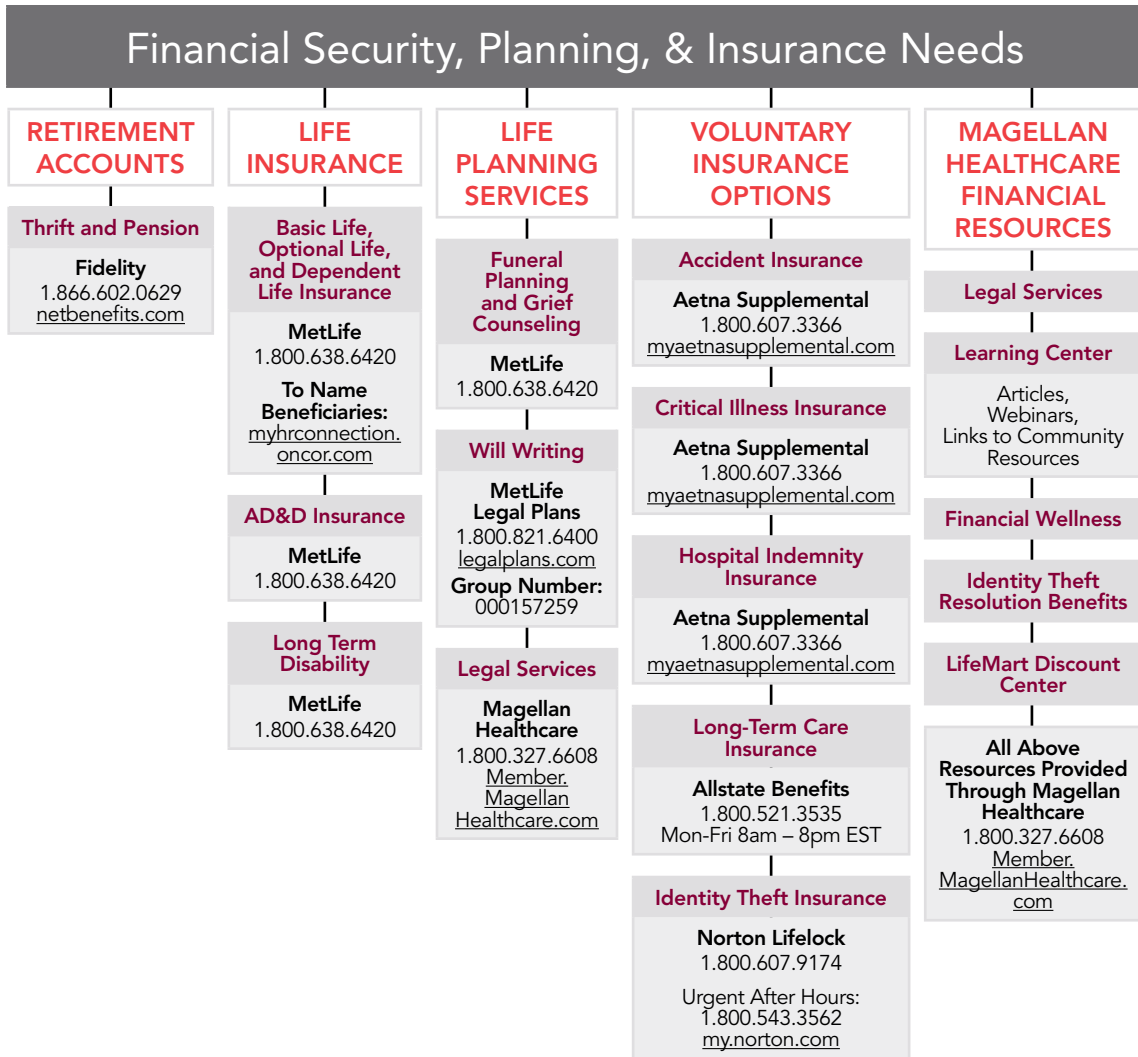 Financial Security, Planning, & Insurance Needs
RETIREMENT
ACCOUNTS
Thrift and Pension
Fidelity
1.866.602.0629
netbenefits.com
LIFE
INSURANCE
Basic Life,
Optional Life,
and Dependent
Life Insurance
MetLife
1.800.638.6420
To Name
Beneficiaries:
myhrconnection.
oncor.com
AD&D Insurance
MetLife
1.800.638.6420
Long Term
Disability
MetLife
1.800.638.6420
LIFE
PLANNING
SERVICES
Funeral
Planning
and Grief
Counseling
MetLife
1.800.638.6420
Will Writing
MetLife
Legal Plans
1.800.821.6400
legalplans.com
Group Number:
000157259
Legal Services
Magellan
Healthcare
1.800.327.6608
Member.
Magellan
Healthcare.com
VOLUNTARY
INSURANCE
OPTIONS
Accident Insurance
Aetna Supplemental
1.800.607.3366
myaetnasupplemental.com
Critical Illness Insurance
Aetna Supplemental
1.800.607.3366
myaetnasupplemental.com
Hospital Indemnity
Insurance
Aetna Supplemental
1.800.607.3366
myaetnasupplemental.com
Long-Term Care
Insurance
Allstate Benefits
1.800.521.3535
Mon-Fri 8am – 8pm EST
Identity Theft Insurance
Norton Lifelock
1.800.607.9174
Urgent After Hours:
1.800.543.3562
my.norton.com
MAGELLAN
HEALTHCARE
FINANCIAL
RESOURCES
Legal Services
Learning Center
Articles,
Webinars,
Links to Community
Resources
Financial Wellness
Identity Theft
Resolution Benefits
LifeMart Discount
Center
All Above
Resources Provided
Through Magellan
Healthcare
1.800.327.6608
Member.
MagellanHealthcare.
com